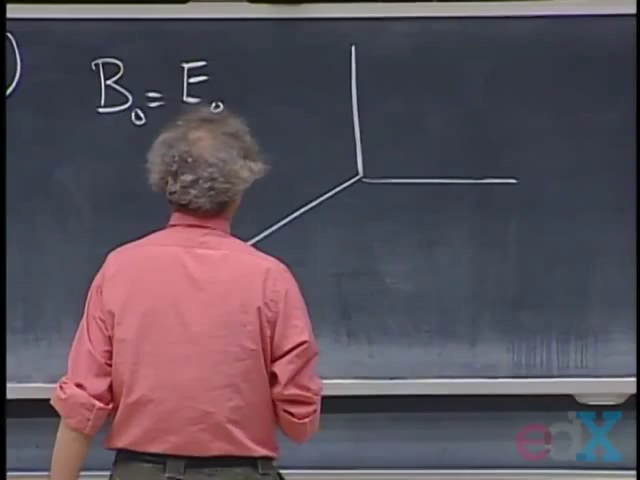 )
B₀ = E₀
edX